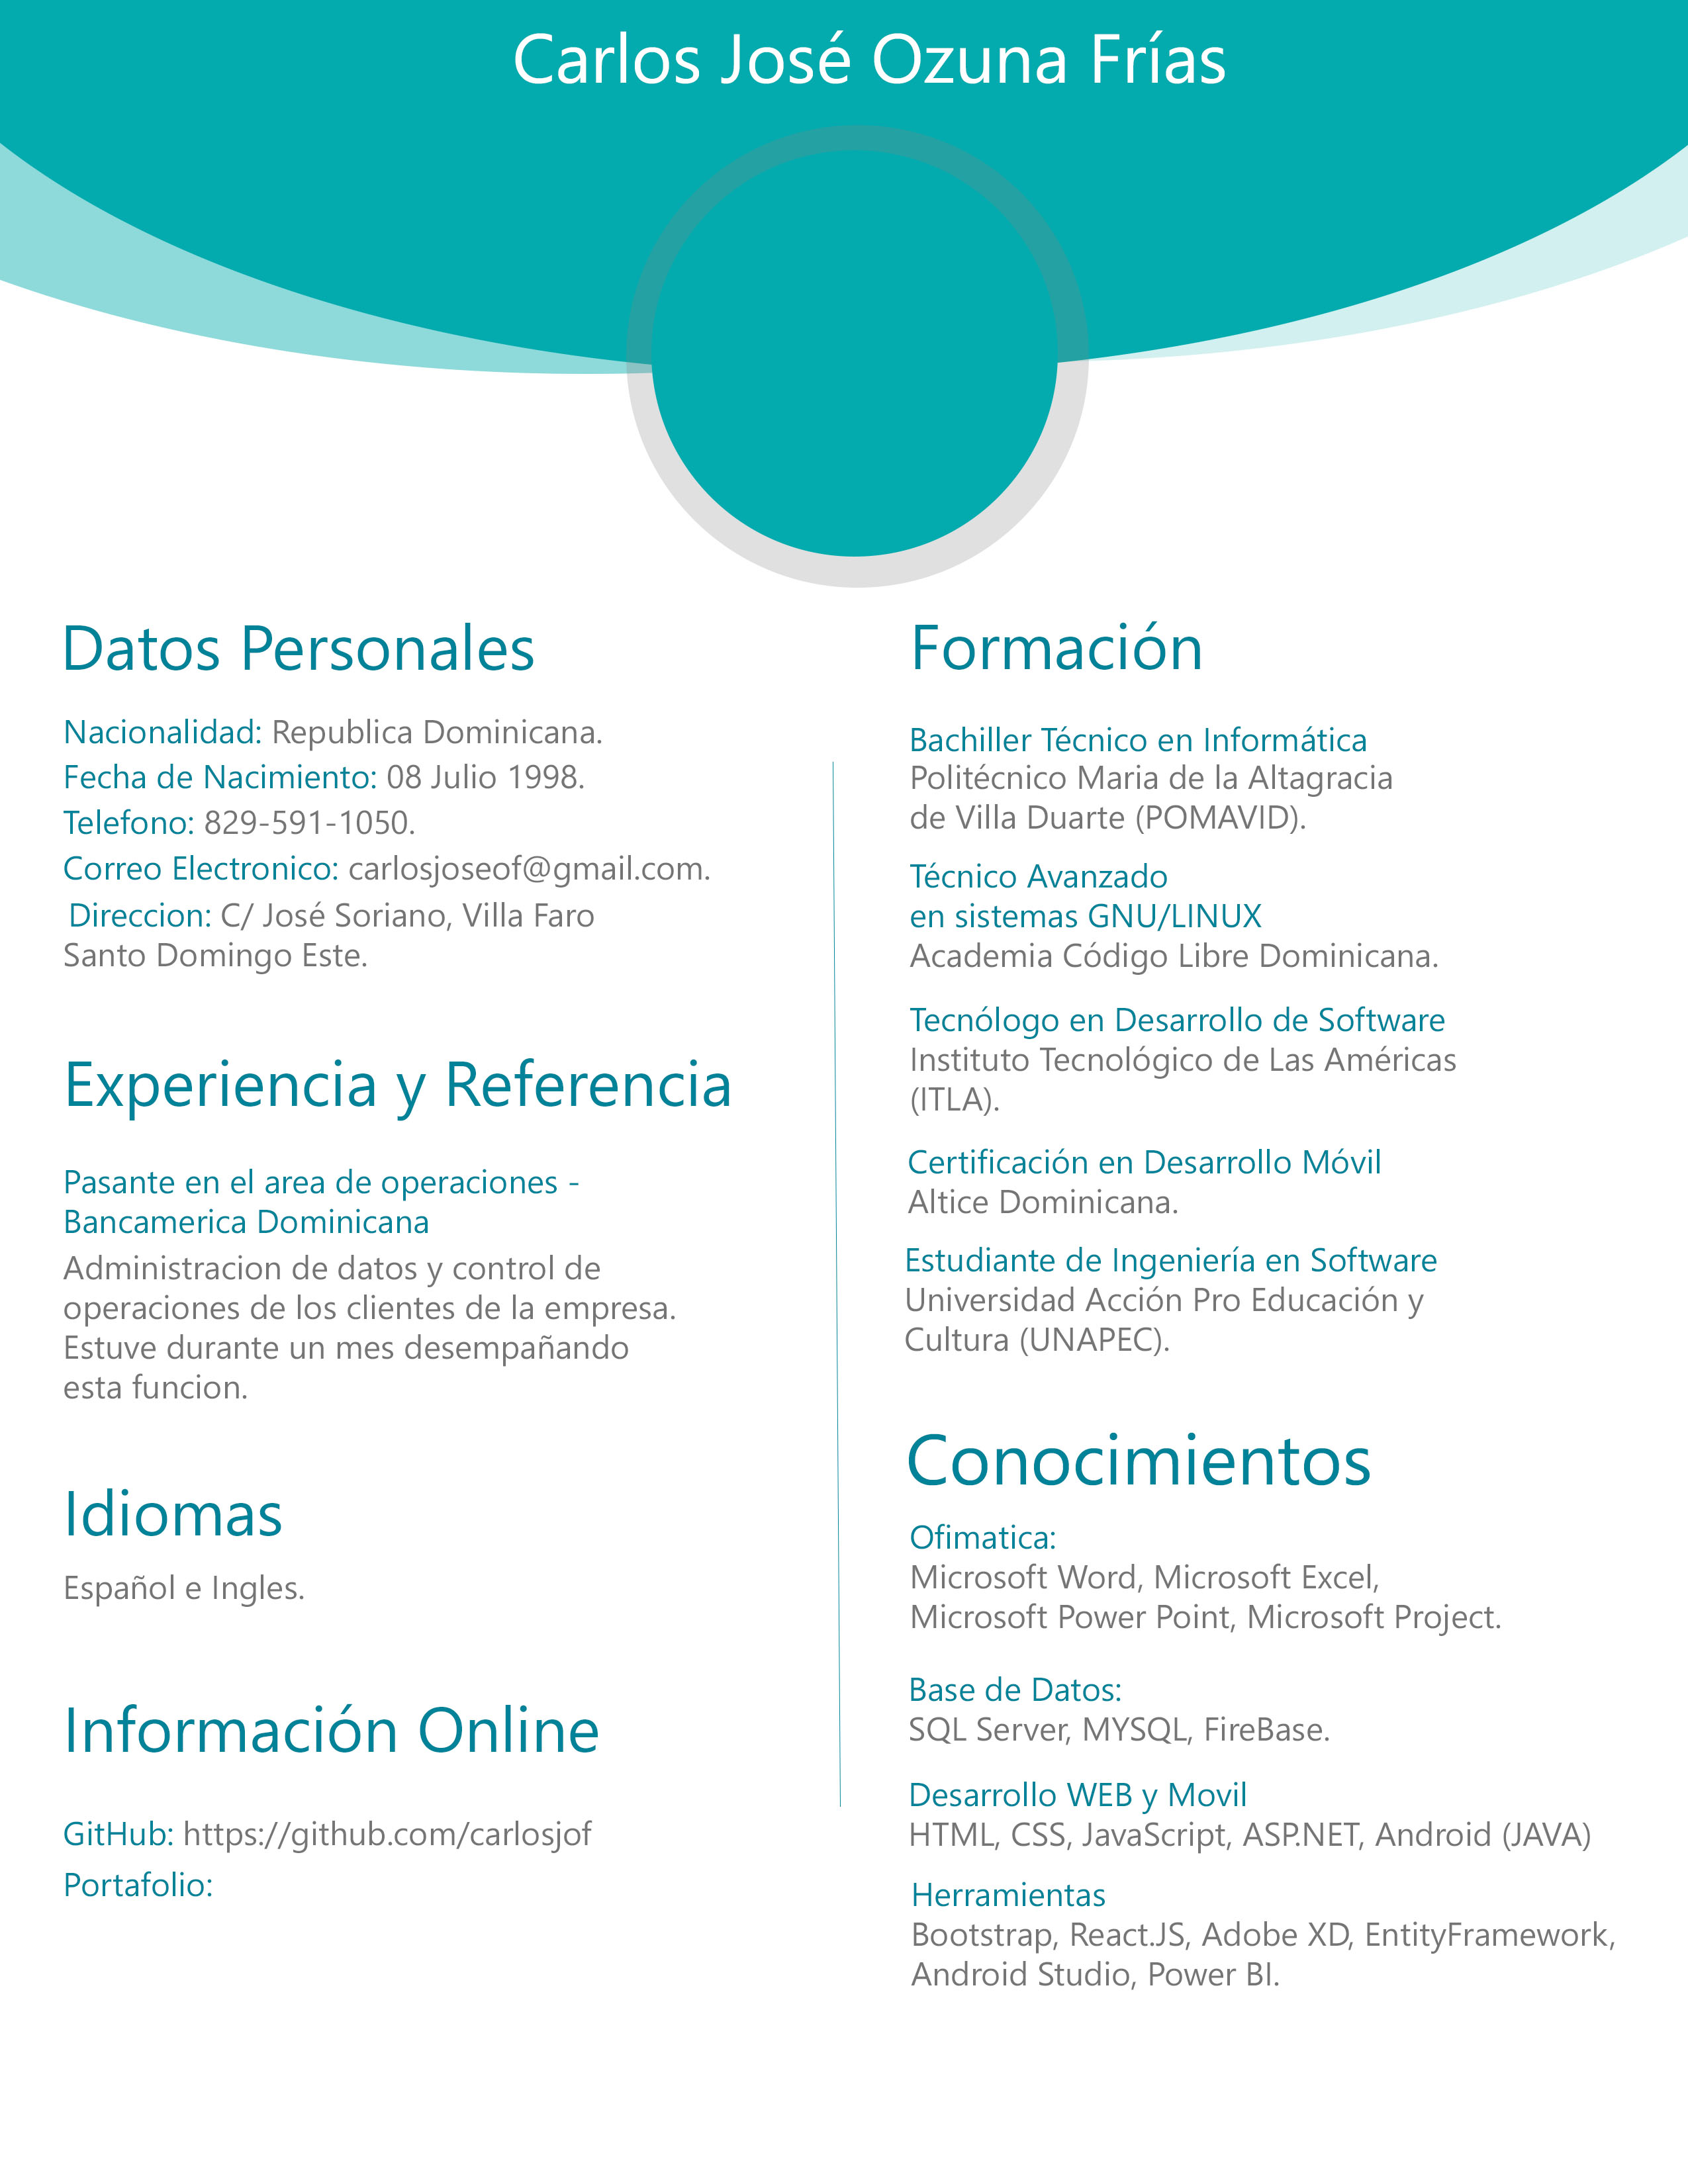 Carlos José Ozuna Frías
Datos Personales
Nacionalidad: Republica Dominicana.
Fecha de Nacimiento: 08 Julio 1998.
Telefono: 829-591-1050.
Correo Electronico: carlosjoseof@gmail.com.
Direccion: C/ José Soriano, Villa Faro
Santo Domingo Este.
Experiencia y Referencia
Pasante en el area de operaciones -
Bancamerica Dominicana
Administracion de datos y control de
operaciones de los clientes de la empresa.
Estuve durante un mes desempañando
esta funcion.
Idiomas
Español e Ingles.
Información Online
GitHub: https://github.com/carlosjof
Portafolio:
Formación
Bachiller Técnico en Informática
Politécnico Maria de la Altagracia
de Villa Duarte (POMAVID).
Técnico Avanzado
en sistemas GNU/LINUX
Academia Código Libre Dominicana.
Tecnólogo en Desarrollo de Software
Instituto Tecnológico de Las Américas
(ITLA).
Certificación en Desarrollo Móvil
Altice Dominicana.
Estudiante de Ingeniería en Software
Universidad Acción Pro Educación y
Cultura (UNAPEC).
Conocimientos
Ofimatica:
Microsoft Word, Microsoft Excel,
Microsoft Power Point, Microsoft Project.
Base de Datos:
SQL Server, MYSQL, FireBase.
Desarrollo WEB y Movil
HTML, CSS, JavaScript, ASP.NET, Android (JAVA)
Herramientas
Bootstrap, React.JS, Adobe XD, EntityFramework,
Android Studio, Power BI.